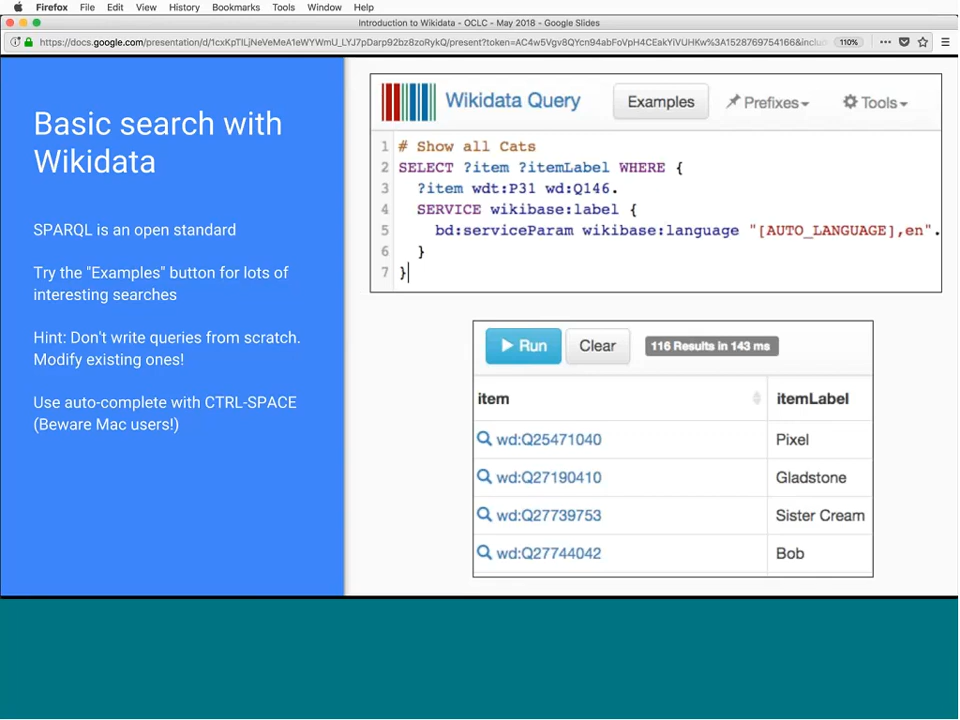 Firefox File Edit View History Bookmarks Tools Window Help
Introduction to Wikidata - OCLC - May 2018 - Google Slides
110%
Basic search with
Wikidata
SPARQL is an open standard
Try the "Examples" button for lots of
interesting searches
Hint: Don't write queries from scratch.
Modify existing ones!
Use auto-complete with CTRL-SPACE
(Beware Mac users!)
Wikidata Query Examples Prefixes Tools
1 # Show all Cats
2 SELECT ?item ?itemLabel WHERE {
3 ?item wdt:P31 wd:Q146.
4 SERVICE wikibase:label {
5 bd:serviceParam wikibase:language "[AUTO_LANGUAGE],en".
6 }
7 }
Run Clear 116 Results in 143 ms
item itemLabel
wd:Q25471040 Pixel
wd:Q27190410 Gladstone
wd:Q27739753 Sister Cream
wd:Q27744042 Bob